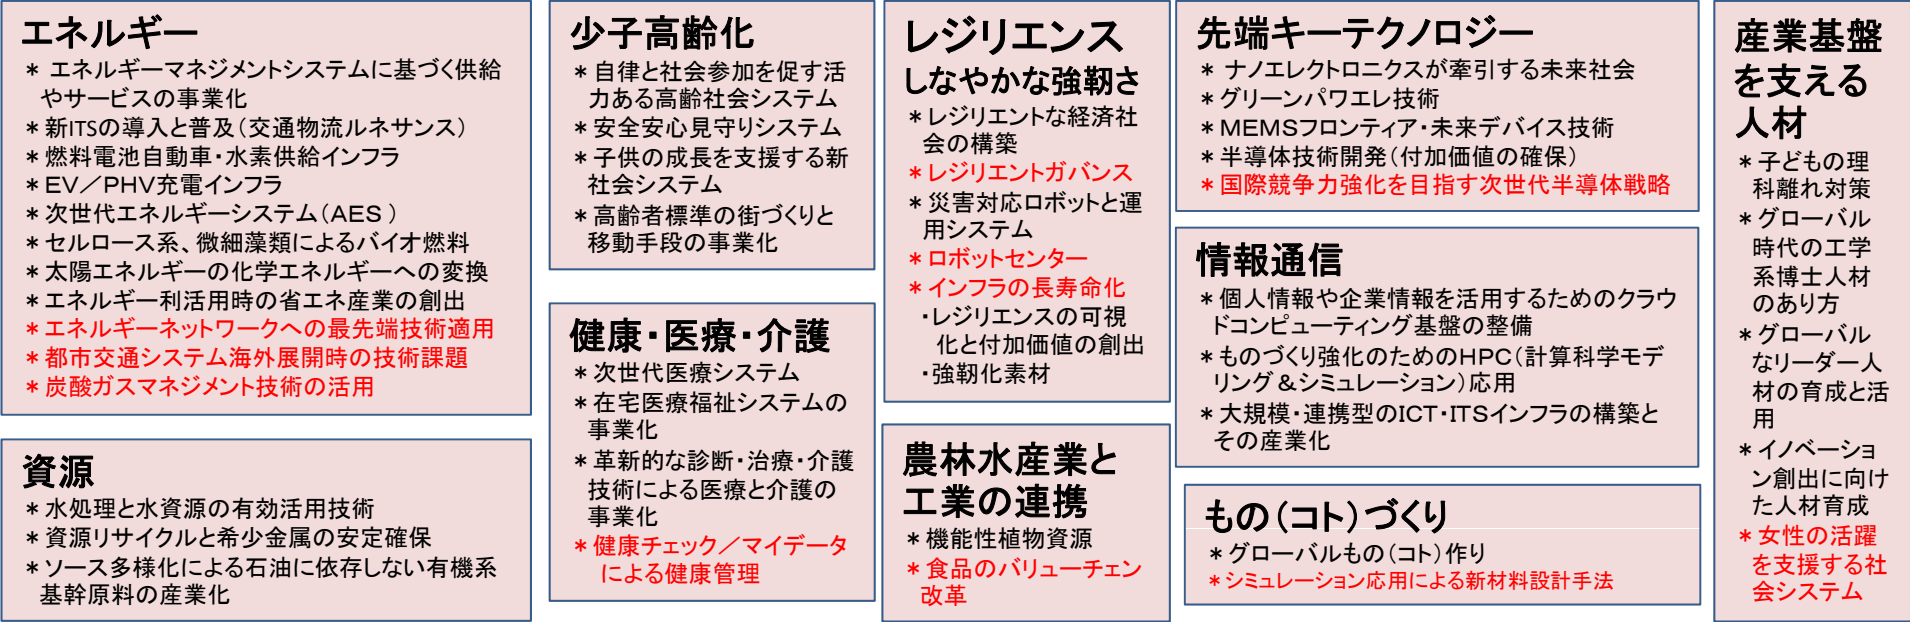 エネルギー
＊ エネルギーマネジメントシステムに基づく供給
やサービスの事業化
＊新ITSの導入と普及（交通物流ルネサンス）
＊燃料電池自動車・水素供給インフラ
＊EV／PHV充電インフラ
＊次世代エネルギーシステム（AES ）
＊セルロース系、微細藻類によるバイオ燃料
＊太陽エネルギーの化学エネルギーへの変換
＊エネルギー利活用時の省エネ産業の創出
＊エネルギーネットワークへの最先端技術適用
＊都市交通システム海外展開時の技術課題
＊炭酸ガスマネジメント技術の活用
資源
＊水処理と水資源の有効活用技術
＊資源リサイクルと希少金属の安定確保
＊ソース多様化による石油に依存しない有機系
基幹原料の産業化
少子高齢化
＊自律と社会参加を促す活
力ある高齢社会システム
＊安全安心見守りシステム
＊子供の成長を支援する新
社会システム
＊高齢者標準の街づくりと
移動手段の事業化
健康・医療・介護
＊次世代医療システム
＊在宅医療福祉システムの
事業化
＊革新的な診断・治療・介護
技術による医療と介護の
事業化
＊健康チェック／マイデータ
による健康管理
レジリエンス
しなやかな強靭さ
＊レジリエントな経済社
会の構築
＊レジリエントガバンス
＊災害対応ロボットと運
用システム
＊ロボットセンター
＊インフラの長寿命化
・レジリエンスの可視
化と付加価値の創出
・強靭化素材
農林水産業と
工業の連携
＊機能性植物資源
＊食品のバリューチェン
改革
先端キーテクノロジー
＊ ナノエレクトロニクスが牽引する未来社会
＊グリーンパワエレ技術
＊MEMSフロンティア・未来デバイス技術
＊半導体技術開発（付加価値の確保）
＊国際競争力強化を目指す次世代半導体戦略
情報通信
＊個人情報や企業情報を活用するためのクラウ
ドコンピューティング基盤の整備
＊ものづくり強化のためのHPC（計算科学モデ
リング＆シミュレーション）応用
＊大規模・連携型のICT・ITSインフラの構築と
その産業化
もの（コト）づくり
＊グローバルもの（コト）作り
＊シミュレーション応用による新材料設計手法
産業基盤
を支える
人材
＊子どもの理
科離れ対策
＊グローバル
時代の工学
系博士人材
のあり方
＊グローバル
なリーダー人
材の育成と活
用
＊イノベーショ
ン創出に向け
た人材育成
＊女性の活躍
を支援する社
会システム